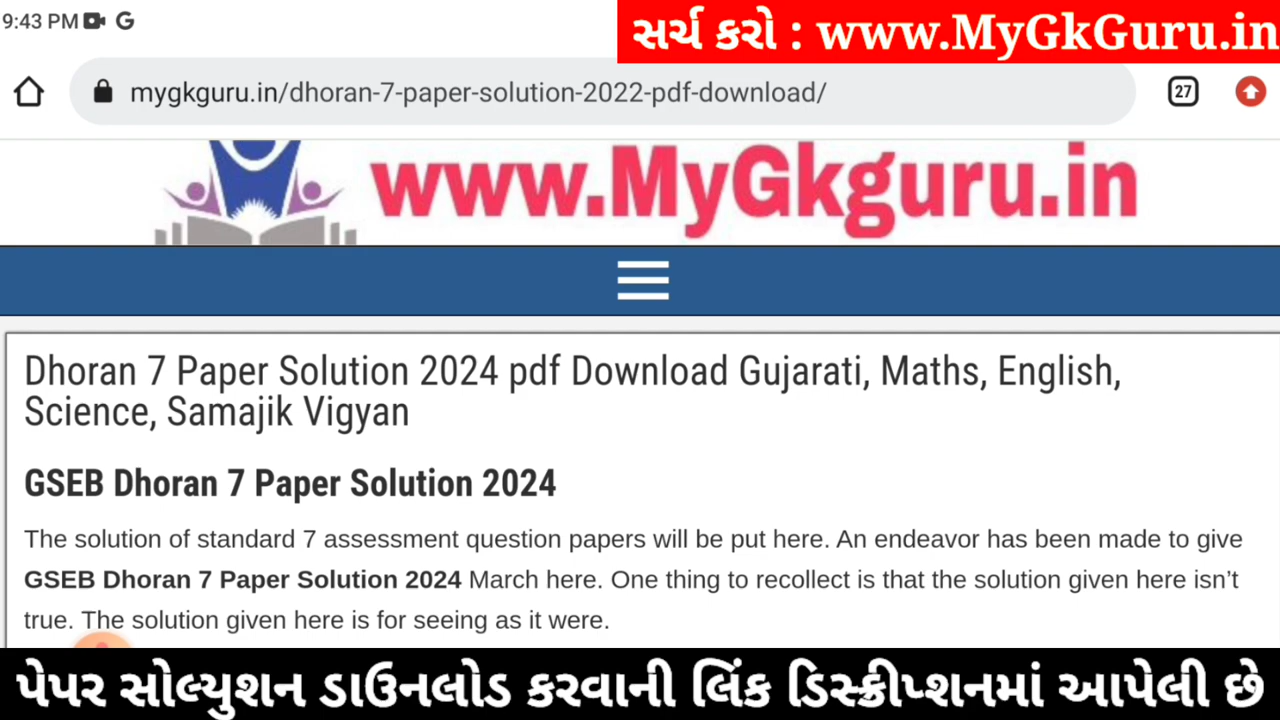 9:43 PM
સર્ચ કરો : www.MyGkGuru.in
mygkguru.in/dhoran-7-paper-solution-2022-pdf-download/
27
www.MyGkguru.in
Dhoran 7 Paper Solution 2024 pdf Download Gujarati, Maths, English,
Science, Samajik Vigyan
GSEB Dhoran 7 Paper Solution 2024
The solution of standard 7 assessment question papers will be put here. An endeavor has been made to give
GSEB Dhoran 7 Paper Solution 2024 March here. One thing to recollect is that the solution given here isn’t
true. The solution given here is for seeing as it were.
પેપર સોલ્યુશન ડાઉનલોડ કરવાની લિંક ડિસ્ક્રીપ્શનમાં આપેલી છે